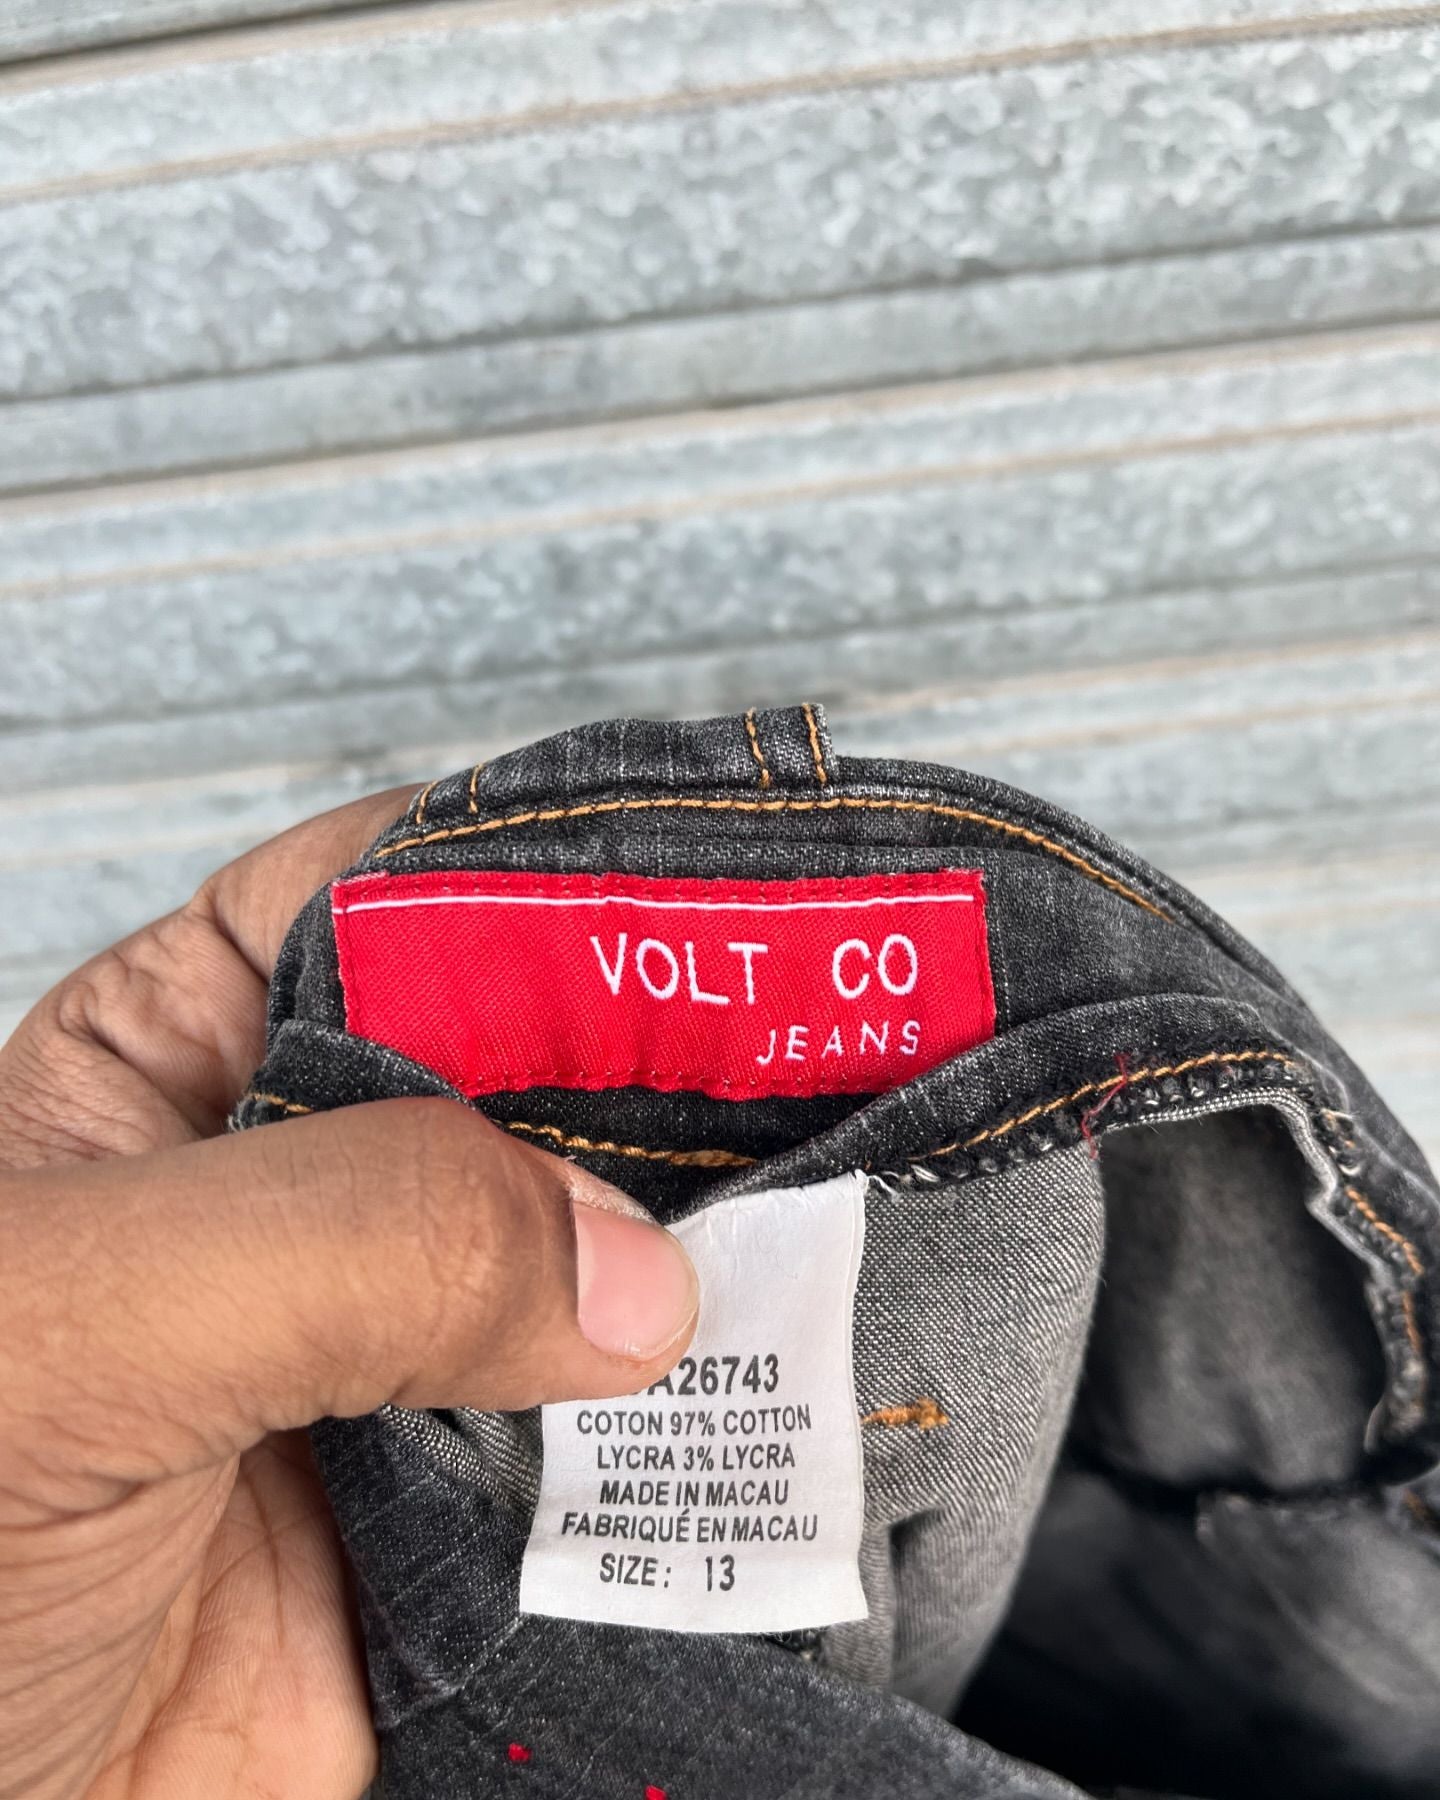 VOLT CO
JEANS
A26743
COTON 97% COTTON
LYCRA 3% LYCRA
MADE IN MACAU
FABRIQUÉ EN MACAU
SIZE: 13